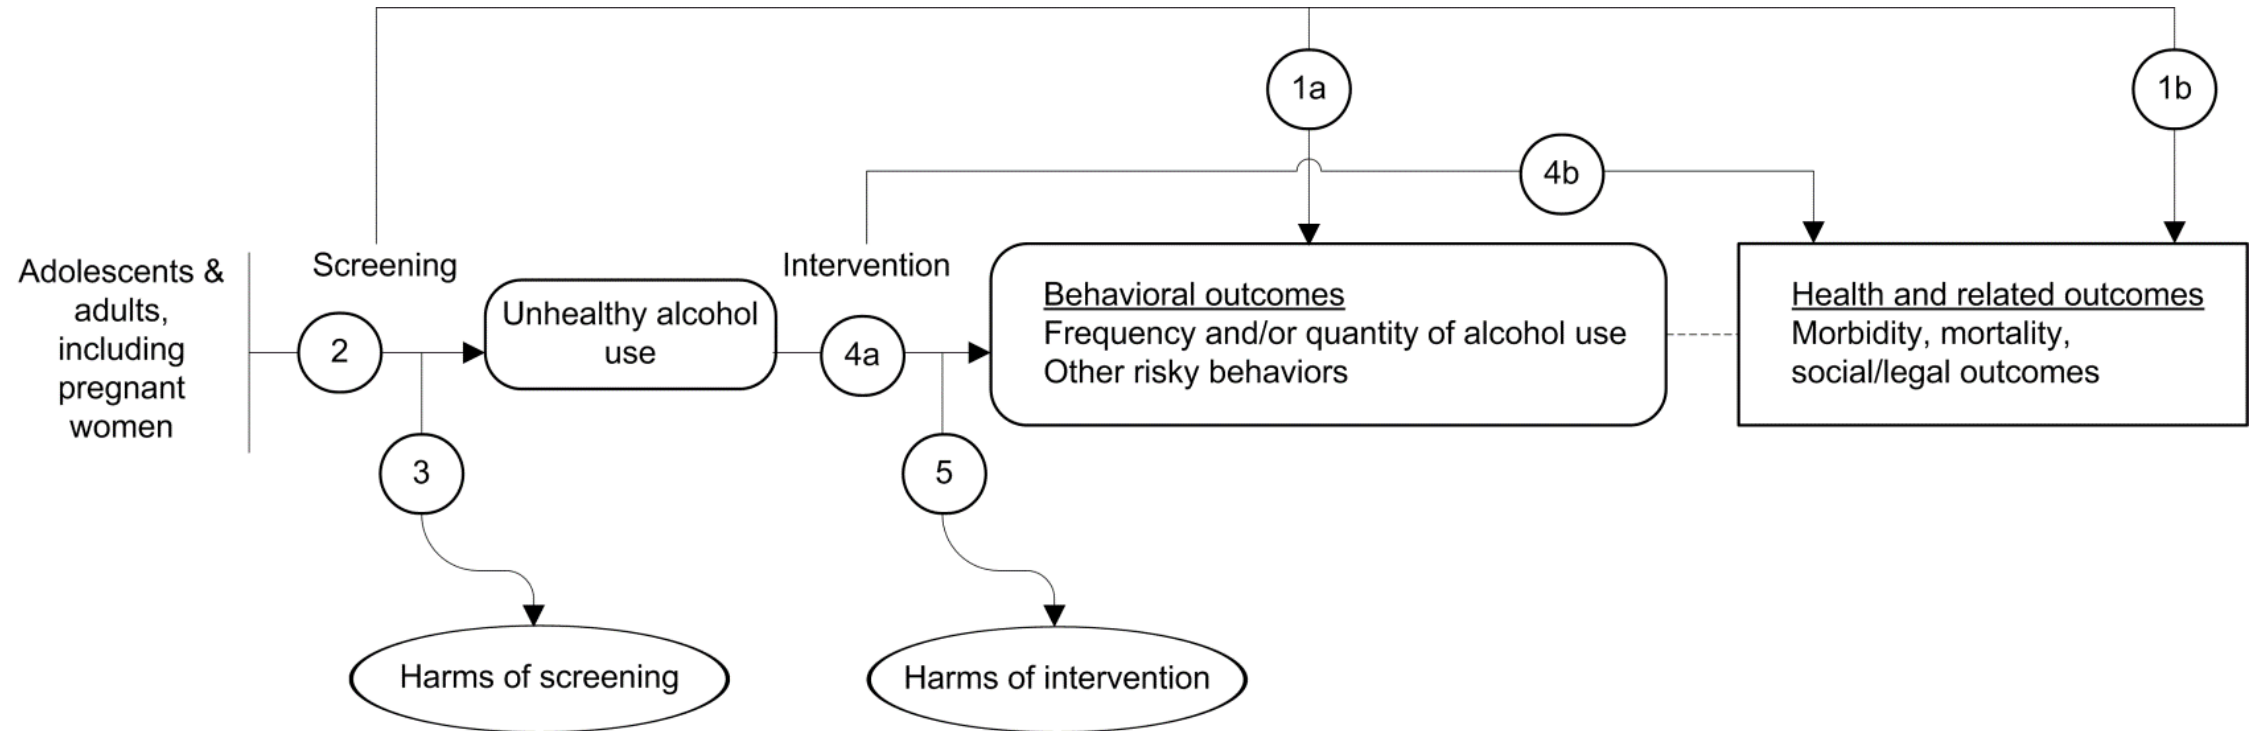 1a
1b
4b
Adolescents &
adults,
including
pregnant
women
Screening
2
Unhealthy alcohol
use
Intervention
4a
Behavioral outcomes
Frequency and/or quantity of alcohol use
Other risky behaviors
Health and related outcomes
Morbidity, mortality,
social/legal outcomes
3
5
Harms of screening
Harms of intervention